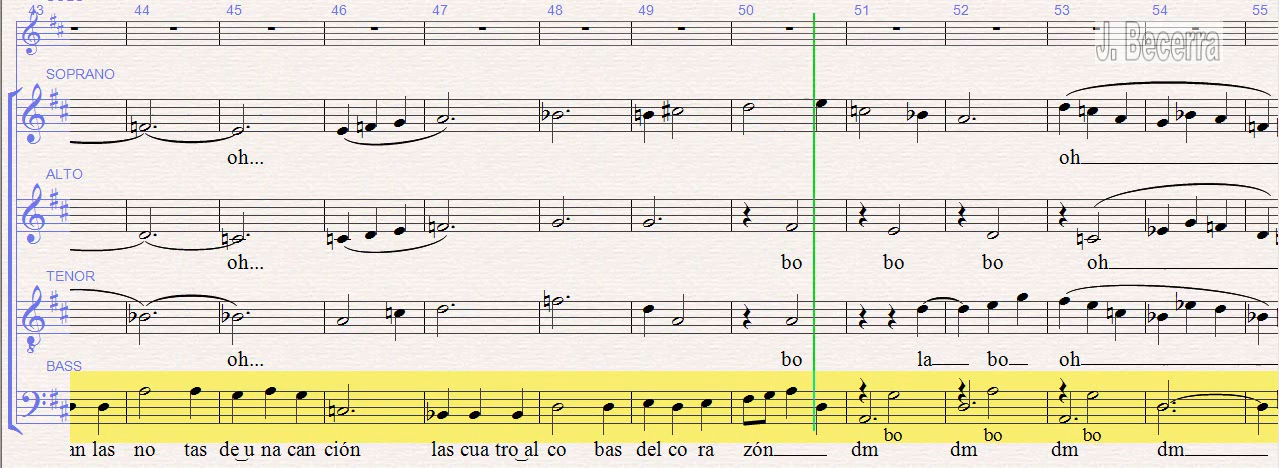 43 44 45 46 47 48 49 50 51 52 53 54 55
J. Becerra
SOPRANO
oh... oh
ALTO
oh... bo bo bo oh
TENOR
oh... bo la bo oh
BASS
bo bo bo
an las no tas de‿u na can ción las cua tro‿al co bas del co ra zón dm dm dm dm